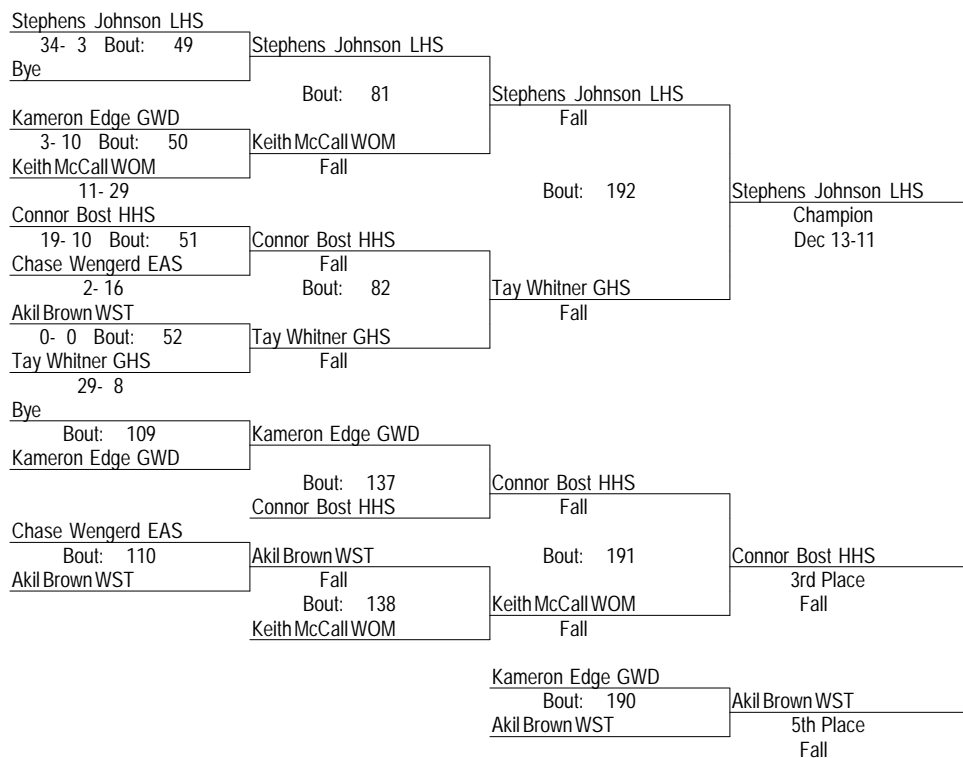 Stephens Johnson LHS
34- 3 Bout: 49
Stephens Johnson LHS
Bye
Bout: 81
Stephens Johnson LHS
Kameron Edge GWD
Fall
3- 10 Bout: 50
Keith McCall WOM
Keith McCall WOM
Fall
11- 29
Bout: 192
Stephens Johnson LHS
Connor Bost HHS
Champion
19- 10 Bout: 51
Connor Bost HHS
Dec 13-11
Chase Wengerd EAS
Fall
2- 16
Bout: 82
Tay Whitner GHS
Akil Brown WST
Fall
0- 0 Bout: 52
Tay Whitner GHS
Tay Whitner GHS
Fall
29- 8
Bye
Bout: 109
Kameron Edge GWD
Kameron Edge GWD
Bout: 137
Connor Bost HHS
Connor Bost HHS
Fall
Chase Wengerd EAS
Bout: 110
Akil Brown WST
Bout: 191
Connor Bost HHS
Akil Brown WST
Fall
3rd Place
Bout: 138
Keith McCall WOM
Fall
Keith McCall WOM
Fall
Kameron Edge GWD
Bout: 190
Akil Brown WST
Akil Brown WST
5th Place
Fall